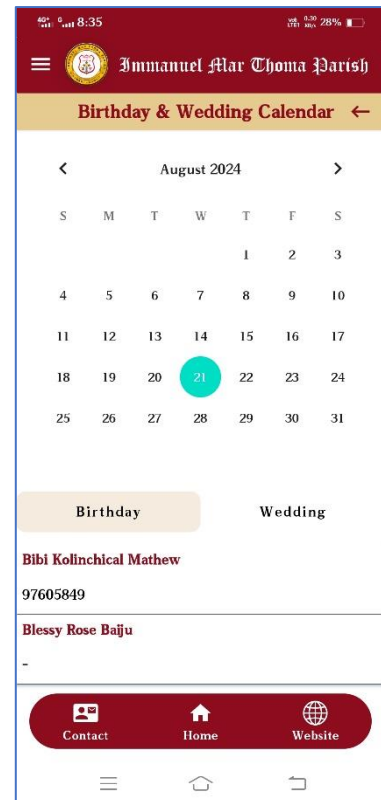 8:35
28%
Immanuel Mar Thoma Parish
Birthday & Wedding Calendar ←
< August 2024 >
S M T W T F S
1 2 3
4 5 6 7 8 9 10
11 12 13 14 15 16 17
18 19 20 21 22 23 24
25 26 27 28 29 30 31
Birthday Wedding
Bibi Kolinchical Mathew
97605849
Blessy Rose Baiju
-
Contact Home Website